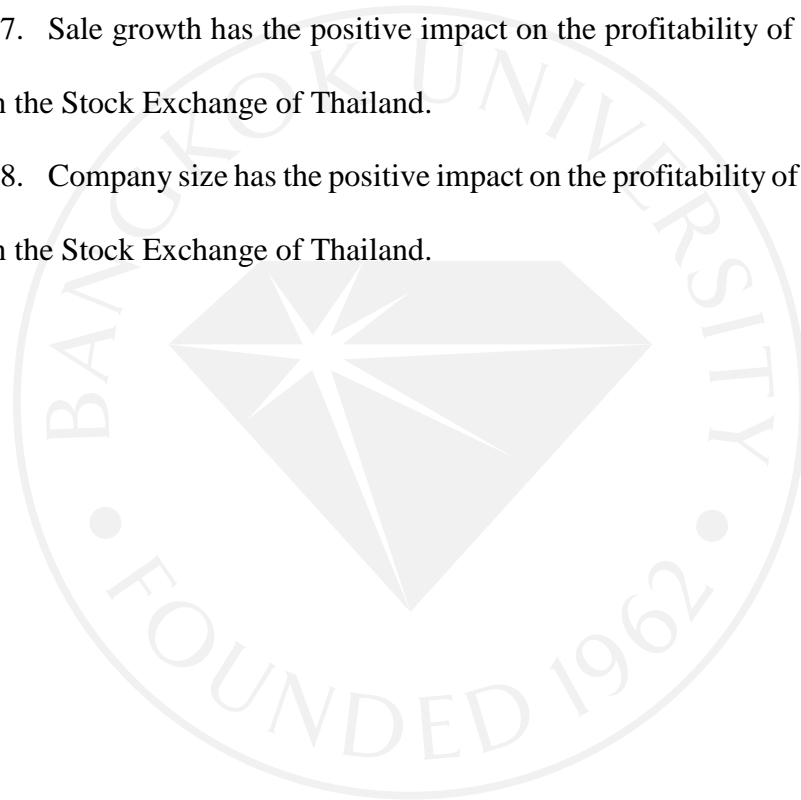 7. Sale growth has the positive impact on the profitability of
n the Stock Exchange of Thailand.
8. Company size has the positive impact on the profitability of
n the Stock Exchange of Thailand.
BANGKOK UNIVERSITY
FOUNDED 1962